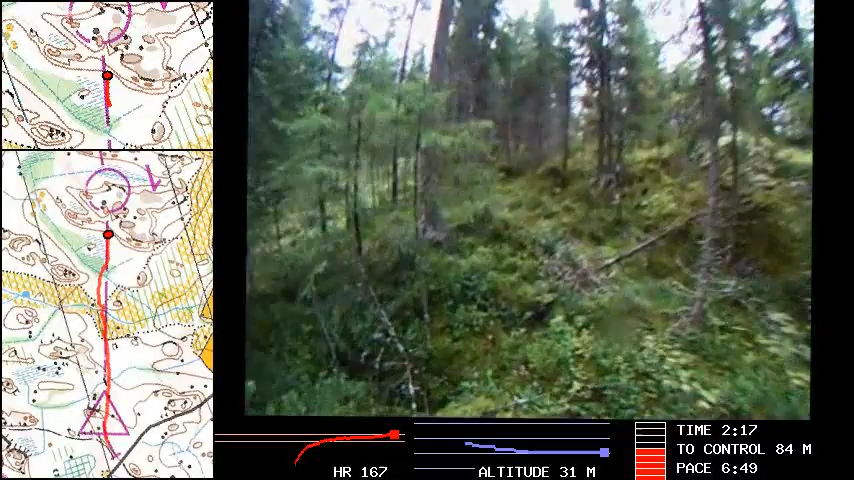 HR 167
ALTITUDE 31 M
TIME 2:17
TO CONTROL 84 M
PACE 6:49